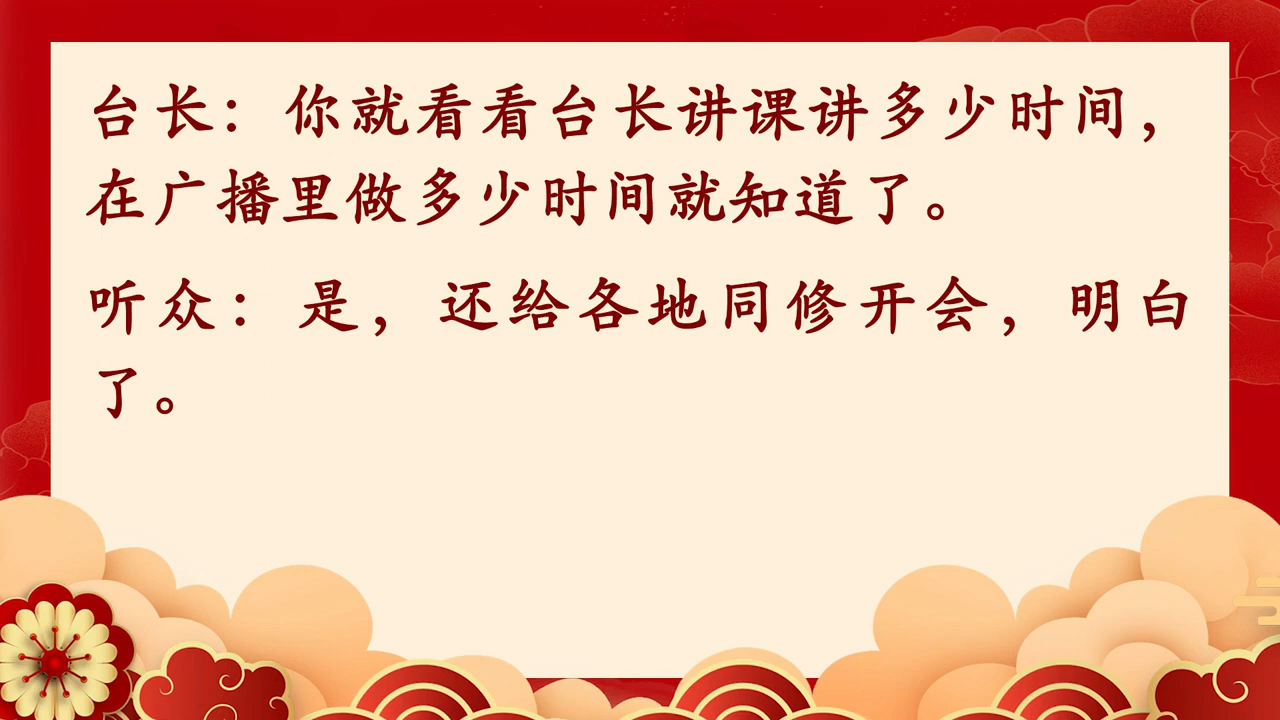 台长：你就看看台长讲课讲多少时间，
在广播里做多少时间就知道了。
听众：是，还给各地同修开会，明白
了。